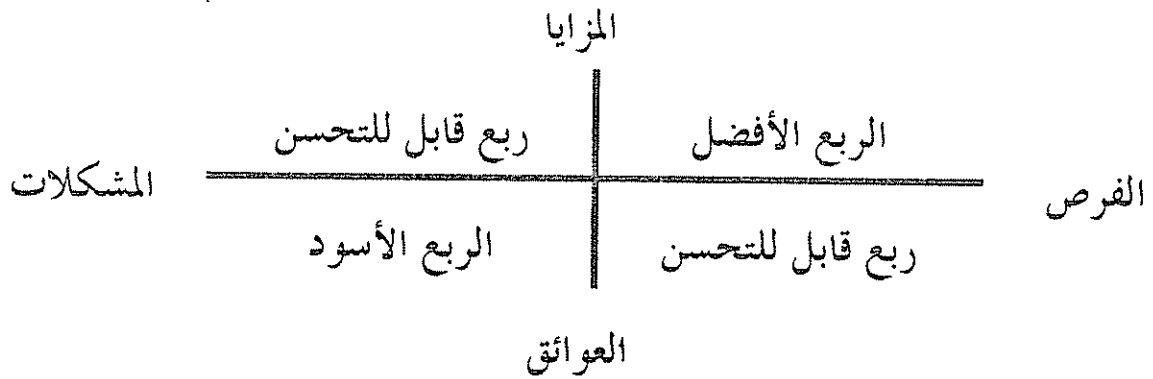 المزايا
الربع الأفضل
ربع قابل للتحسن
الفرص
المشكلات
ربع قابل للتحسن
الربع الأسود
العوائق